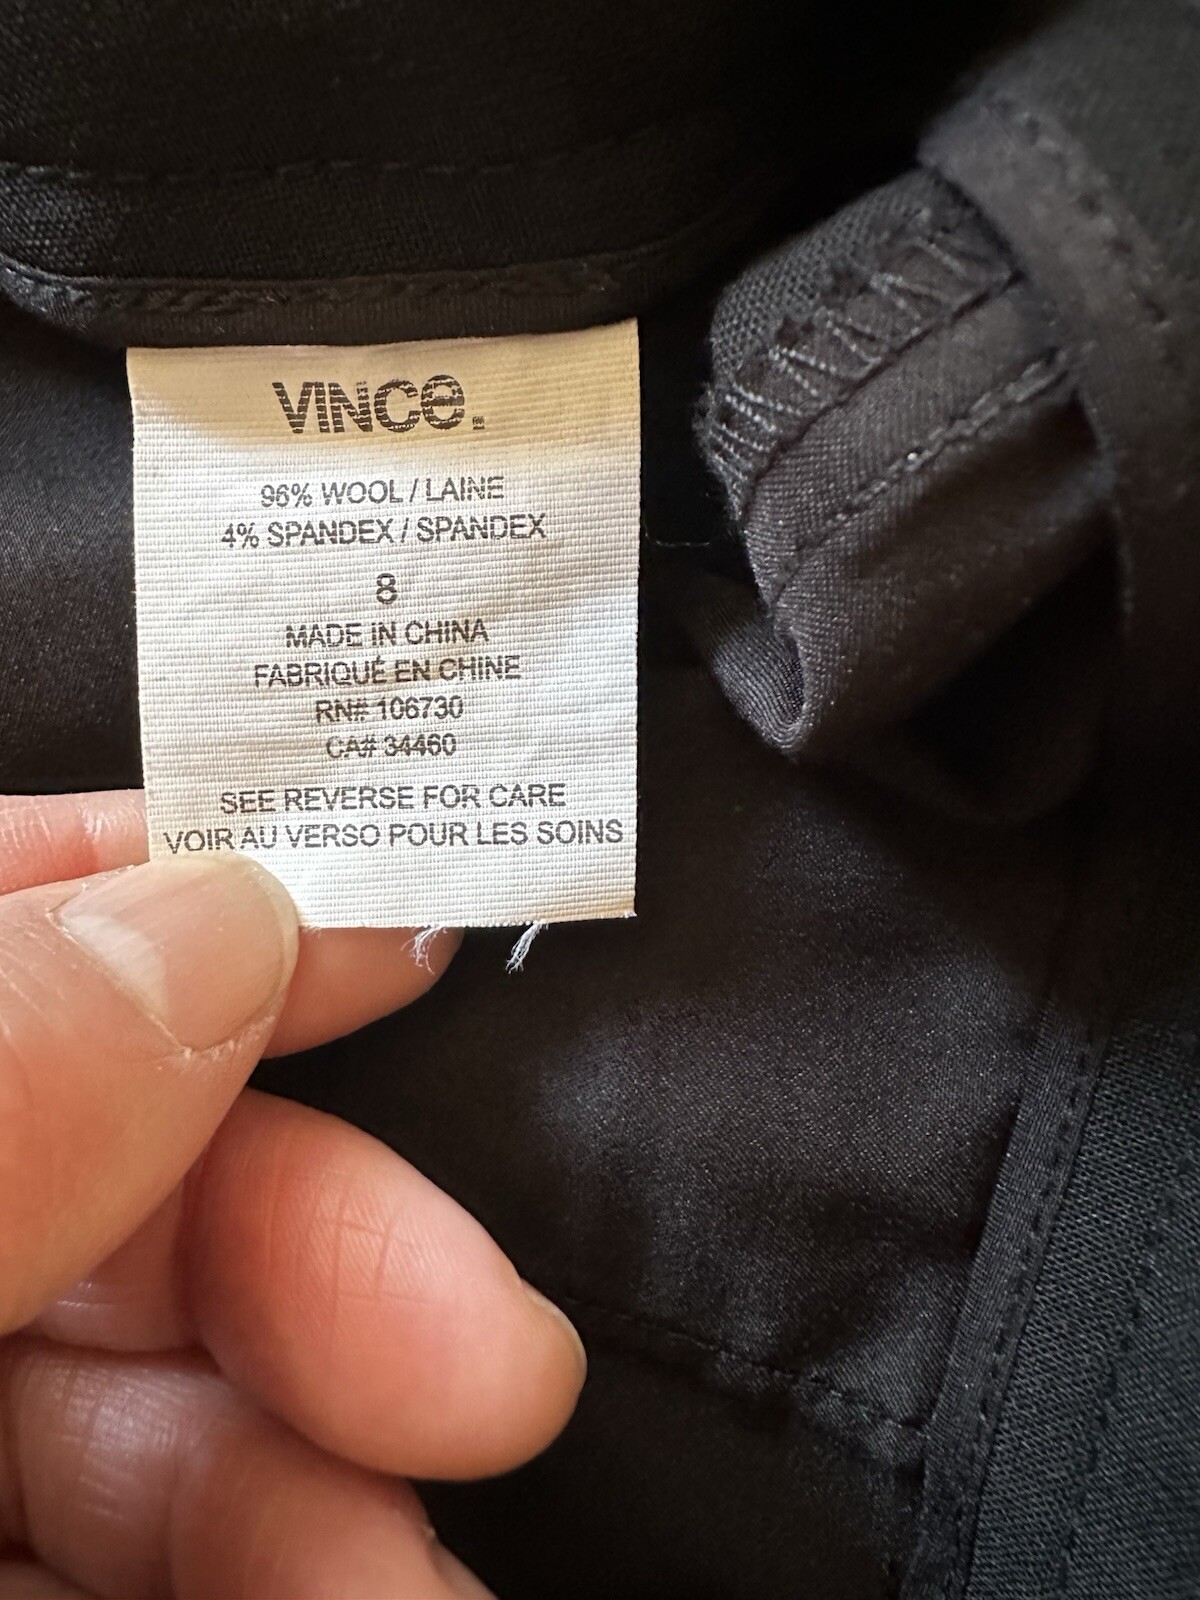 VINCe.
96% WOOL / LAINE
4% SPANDEX / SPANDEX
8
MADE IN CHINA
FABRIQUÉ EN CHINE
RN# 106730
CA# 34460
SEE REVERSE FOR CARE
VOIR AU VERSO POUR LES SOINS